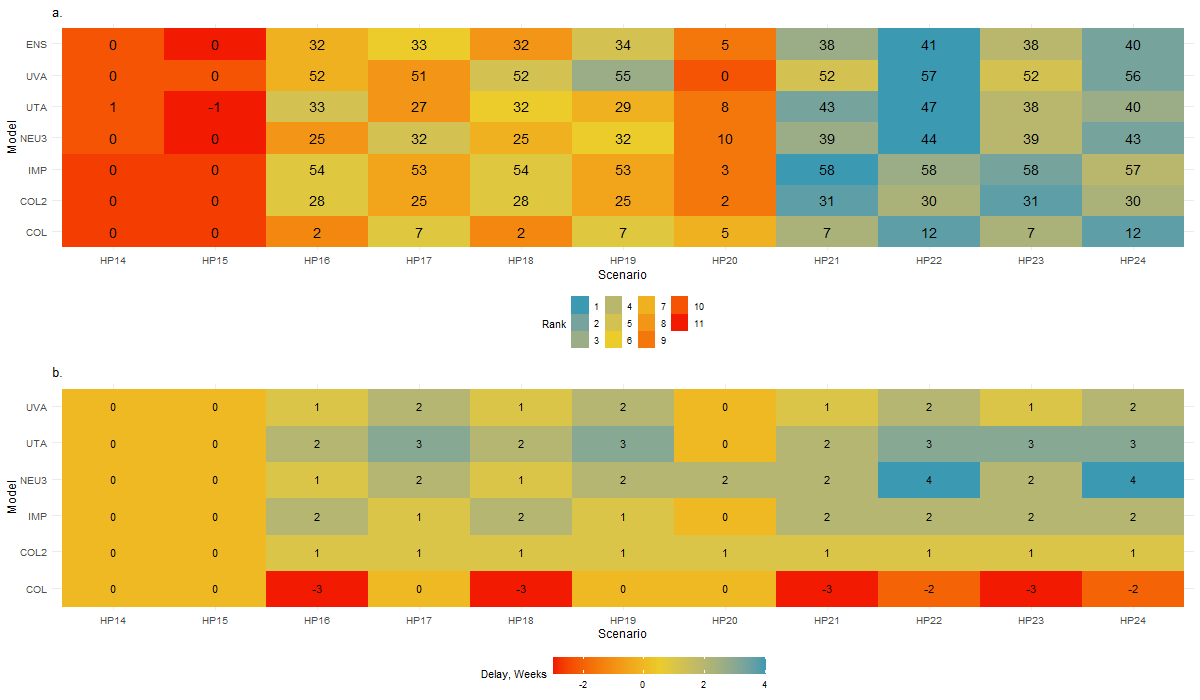 a.
ENS 0 0 32 33 32 34 5 38 41 38 40
UVA 0 0 52 51 52 55 0 52 57 52 56
UTA 1 -1 33 27 32 29 8 43 47 38 40
NEU3 0 0 25 32 25 32 10 39 44 39 43
IMP 0 0 54 53 54 53 3 58 58 58 57
COL2 0 0 28 25 28 25 2 31 30 31 30
COL 0 0 2 7 2 7 5 7 12 7 12
Model
HP14 HP15 HP16 HP17 HP18 HP19 HP20 HP21 HP22 HP23 HP24
Scenario
1 4 7 10
Rank 2 5 8 11
3 6 9
b.
UVA 0 0 1 2 1 2 0 1 2 1 2
UTA 0 0 2 3 2 3 0 2 3 3 3
NEU3 0 0 1 2 1 2 2 2 4 2 4
IMP 0 0 2 1 2 1 0 2 2 2 2
COL2 0 0 1 1 1 1 1 1 1 1 1
COL 0 0 -3 0 -3 0 0 -3 -2 -3 -2
Model
HP14 HP15 HP16 HP17 HP18 HP19 HP20 HP21 HP22 HP23 HP24
Scenario
Delay, Weeks
-2 0 2 4